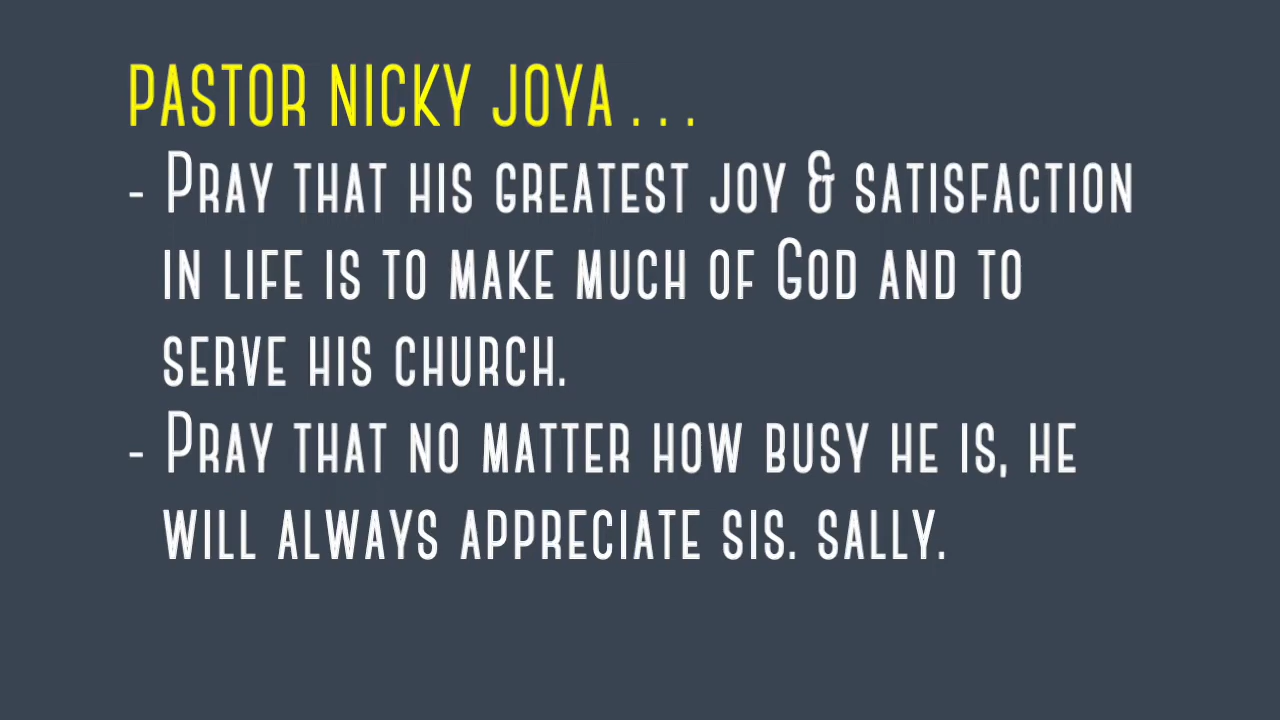 PASTOR NICKY JOYA . . .
- PRAY THAT HIS GREATEST JOY & SATISFACTION
IN LIFE IS TO MAKE MUCH OF GOD AND TO
SERVE HIS CHURCH.
- PRAY THAT NO MATTER HOW BUSY HE IS, HE
WILL ALWAYS APPRECIATE SIS. SALLY.